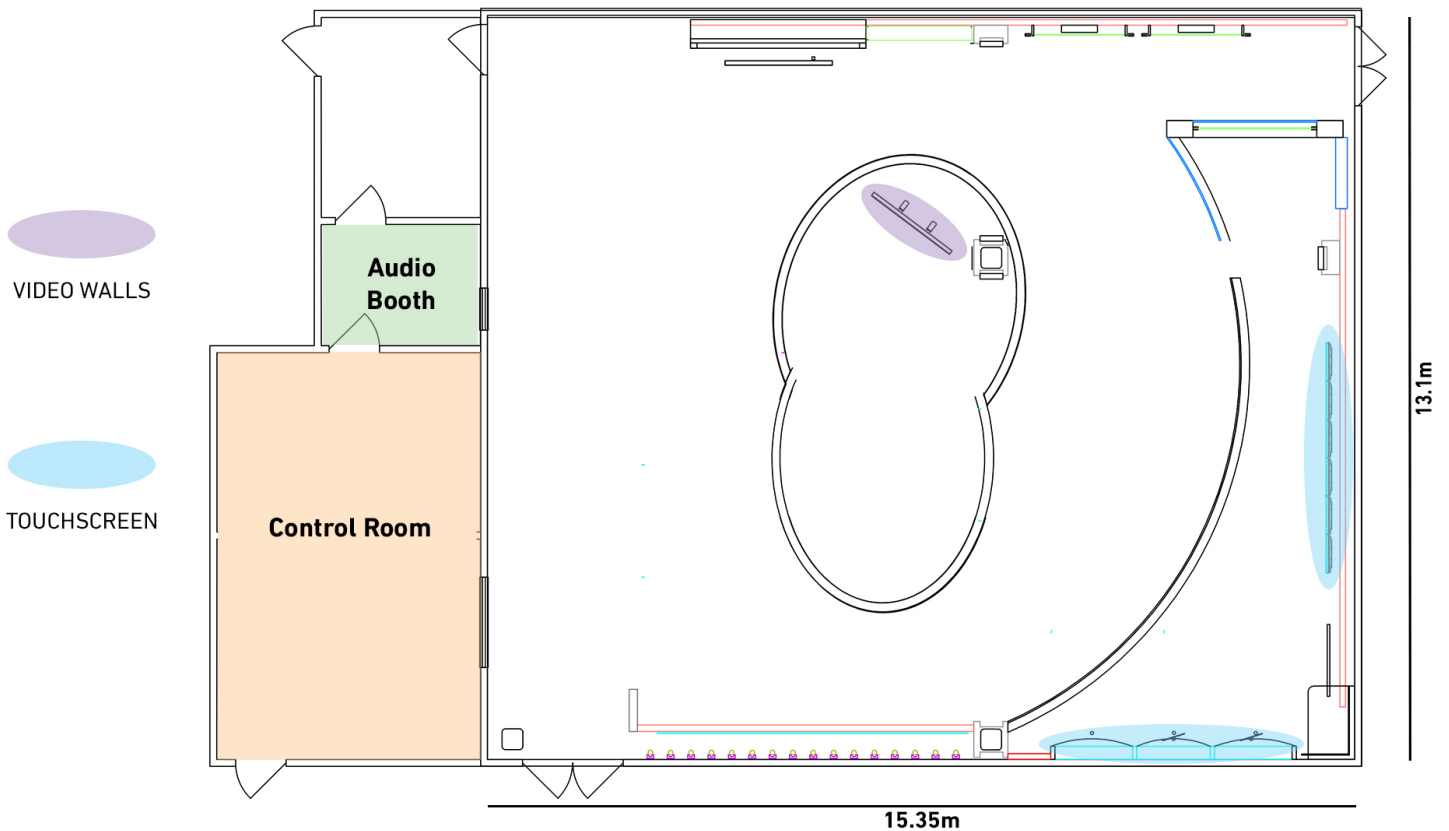 VIDEO WALLS
TOUCHSCREEN
Audio
Booth
Control Room
13.1m
15.35m